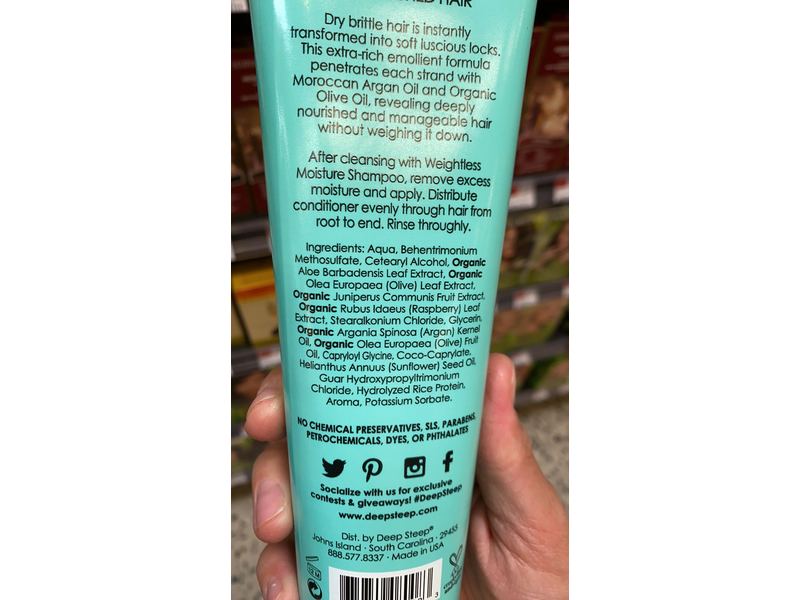 HAIR
Dry brittle hair is instantly
transformed into soft luscious locks.
This extra-rich emollient formula
penetrates each strand with
Moroccan Argan Oil and Organic
Olive Oil, revealing deeply
nourished and manageable hair
without weighing it down.
After cleansing with Weightless
Moisture Shampoo, remove excess
moisture and apply. Distribute
conditioner evenly through hair from
root to end. Rinse throughly.
Ingredients: Aqua, Behentrimonium
Methosulfate, Cetearyl Alcohol, Organic
Aloe Barbadensis Leaf Extract, Organic
Olea Europaea (Olive) Leaf Extract,
Organic Juniperus Communis Fruit Extract,
Organic Rubus Idaeus (Raspberry) Leaf
Extract, Stearalkonium Chloride, Glycerin,
Organic Argania Spinosa (Argan) Kernel
Oil, Organic Olea Europaea (Olive) Fruit
Oil, Capryloyl Glycine, Coco-Caprylate,
Helianthus Annuus (Sunflower) Seed Oil,
Guar Hydroxypropyltrimonium
Chloride, Hydrolyzed Rice Protein,
Aroma, Potassium Sorbate.
NO CHEMICAL PRESERVATIVES, SLS, PARABENS,
PETROCHEMICALS, DYES, OR PHTHALATES
Socialize with us for exclusive
contests & giveaways! #DeepSteep
www.deepsteep.com
Dist. by Deep Steep®
Johns Island · South Carolina · 29455
888.577.8337 · Made in USA